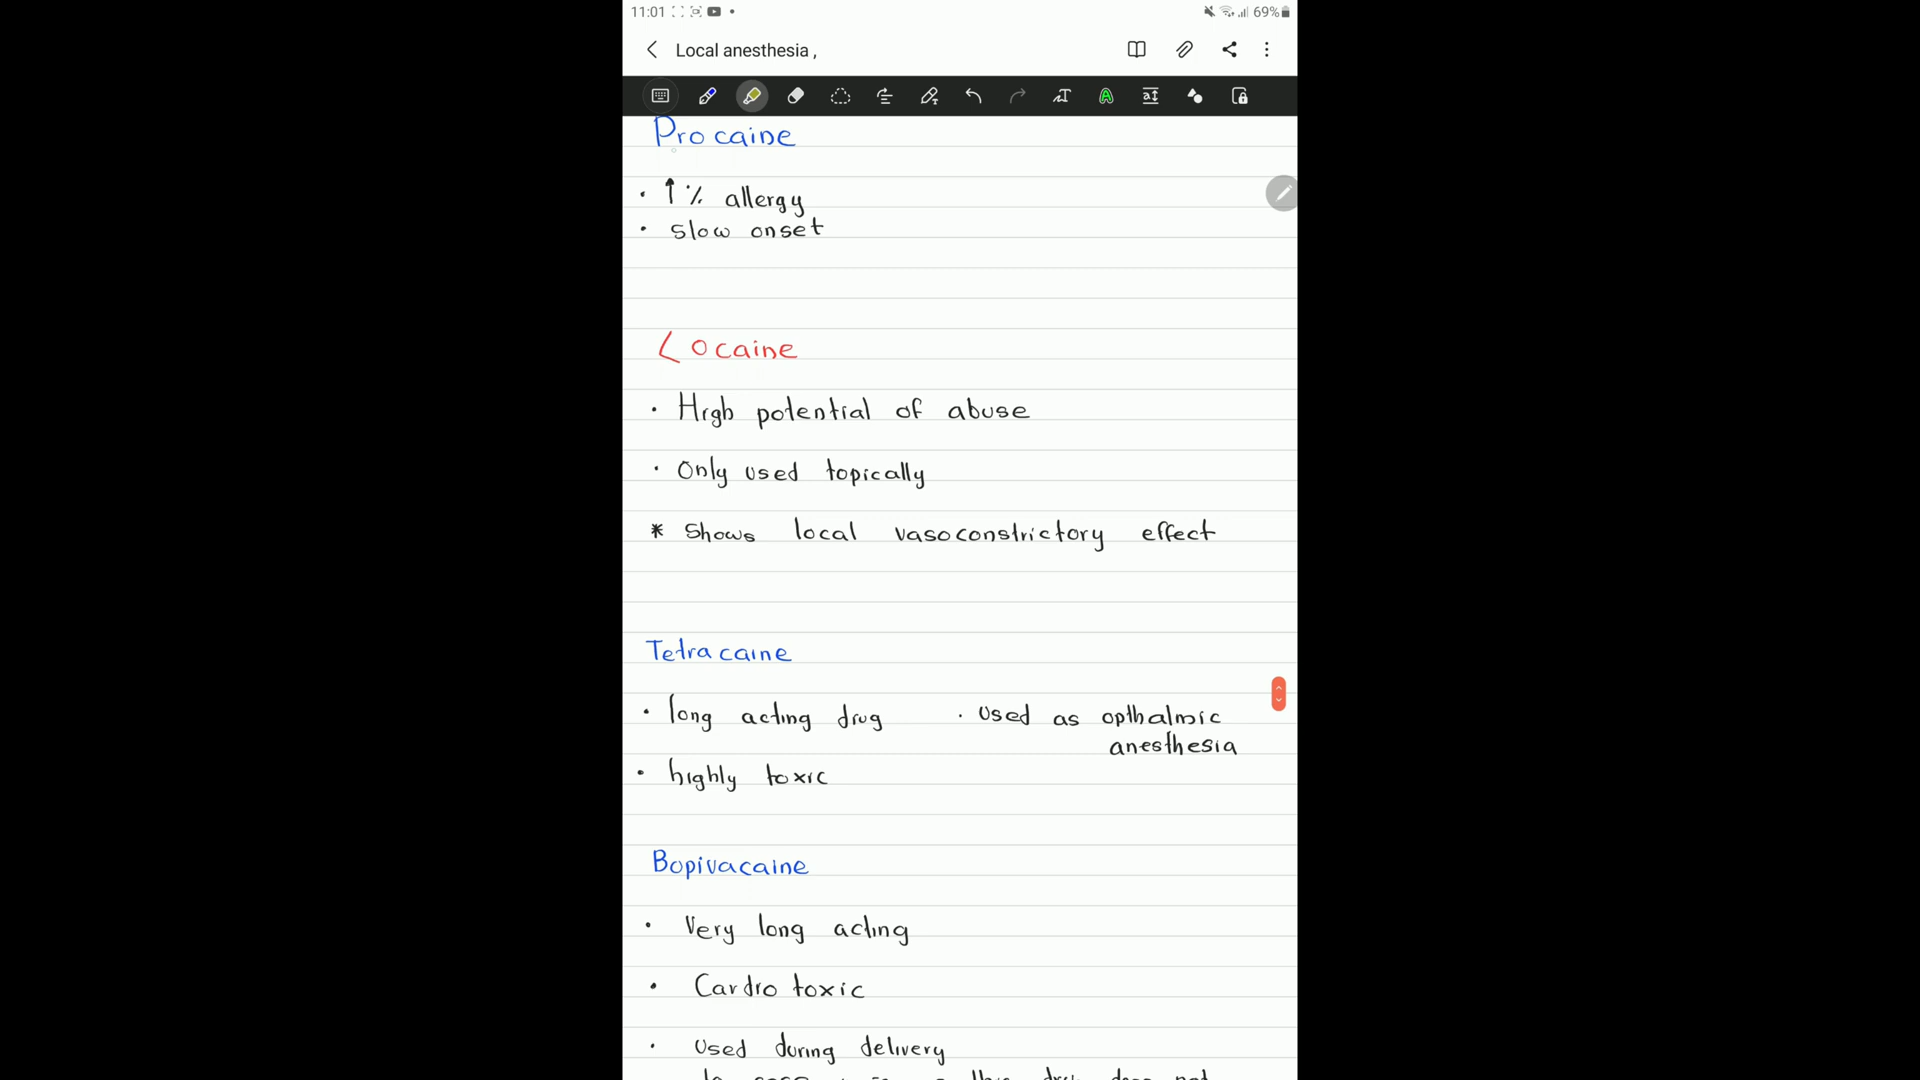 11:01 69%
Local anesthesia ,
Procaine
• ↑% allergy
• slow onset
Cocaine
• High potential of abuse
• Only used topically
* Shows local vasoconstrictory effect
Tetracaine
• long acting drug • used as opthalmic
anesthesia
• highly toxic
Bopivacaine
• Very long acting
• Cardio toxic
• Used during delivery